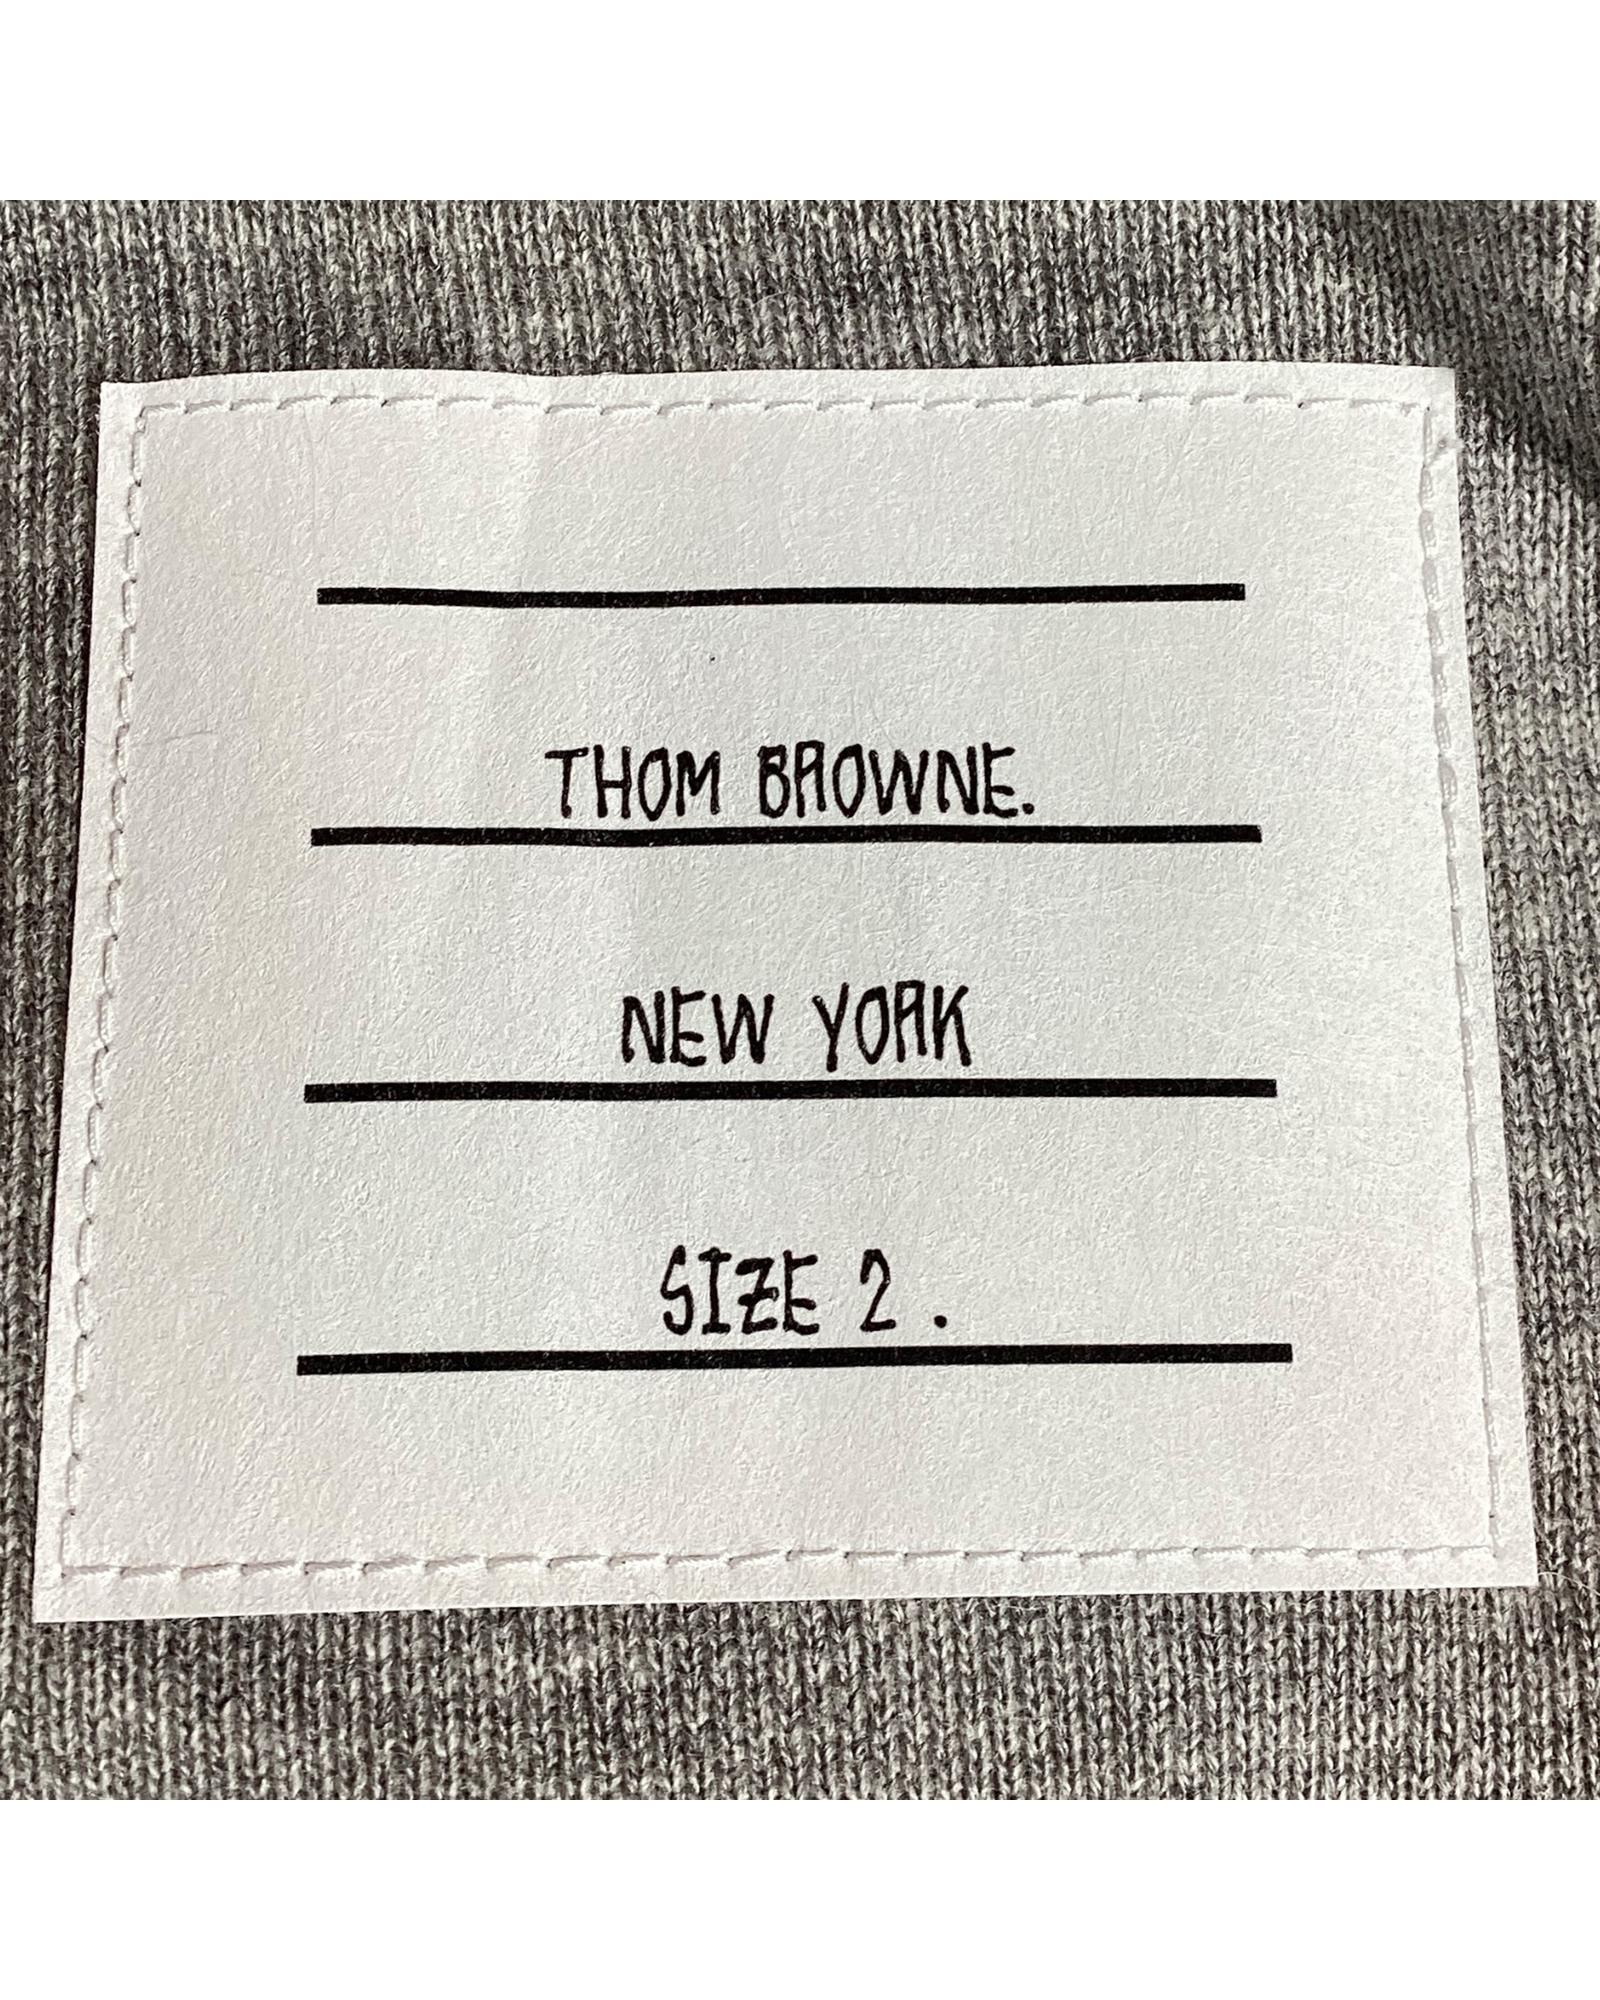 THOM BROWNE.
NEW YORK
SIZE 2 .